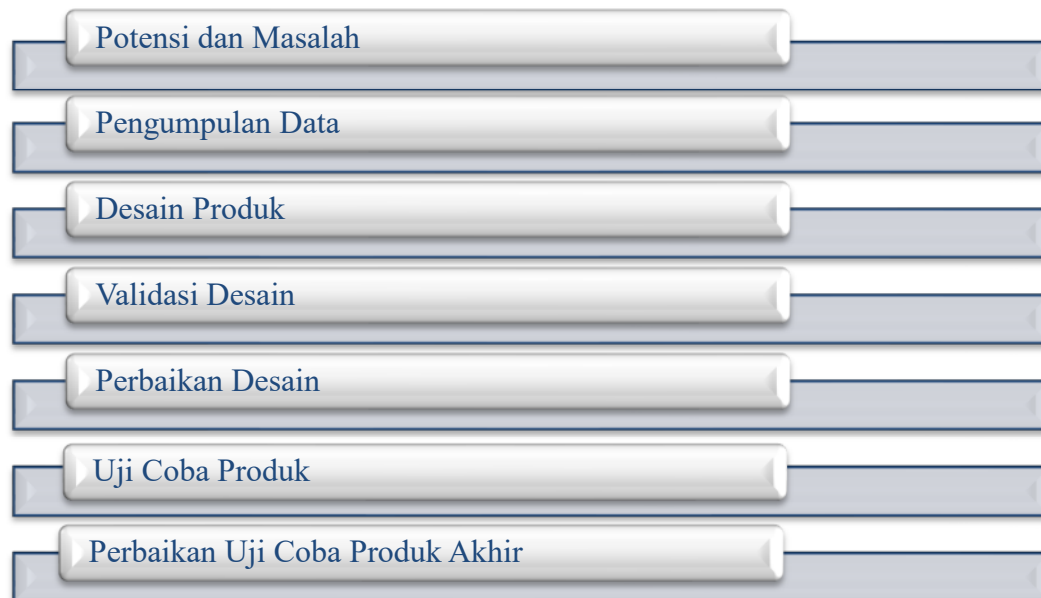 Potensi dan Masalah
Pengumpulan Data
Desain Produk
Validasi Desain
Perbaikan Desain
Uji Coba Produk
Perbaikan Uji Coba Produk Akhir